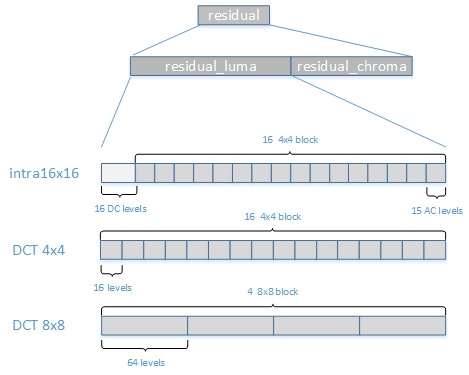 residual
residual_luma
residual_chroma
16 4x4 block
intra16x16
16 DC levels
15 AC levels
16 4x4 block
DCT 4x4
16 levels
4 8x8 block
DCT 8x8
64 levels